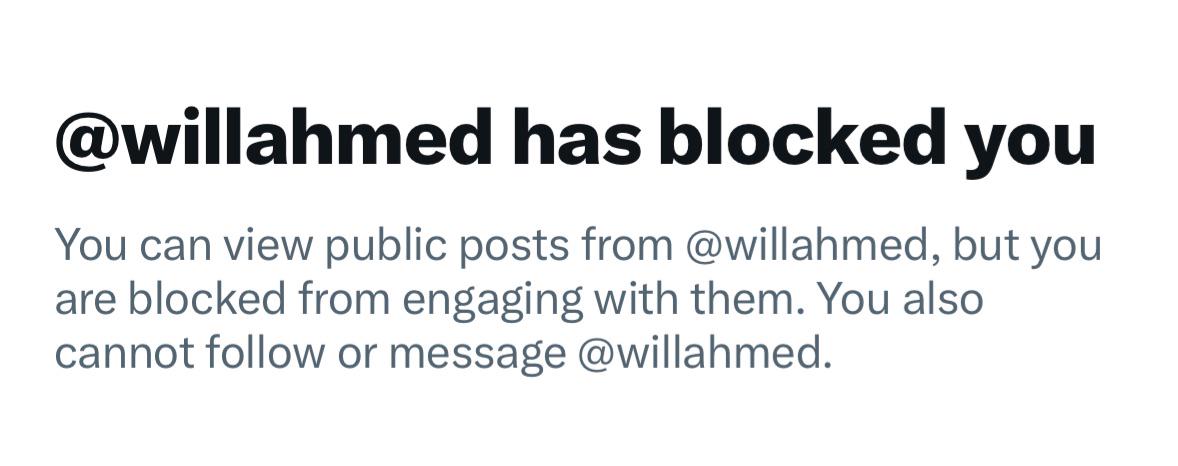 @willahmed has blocked you
You can view public posts from @willahmed, but you
are blocked from engaging with them. You also
cannot follow or message @willahmed.